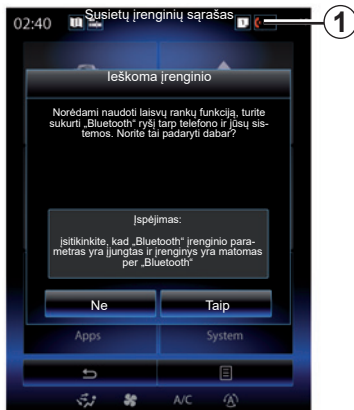 02:40
Susietų įrenginių sąrašas
1
Ieškoma įrenginio
Norėdami naudoti laisvų rankų funkciją, turite
sukurti „Bluetooth“ ryšį tarp telefono ir jūsų sis-
temos. Norite tai padaryti dabar?
Įspėjimas:
įsitikinkite, kad „Bluetooth“ įrenginio para-
metras yra įjungtas ir įrenginys yra matomas
per „Bluetooth“
Ne
Taip
Apps
System
A/C